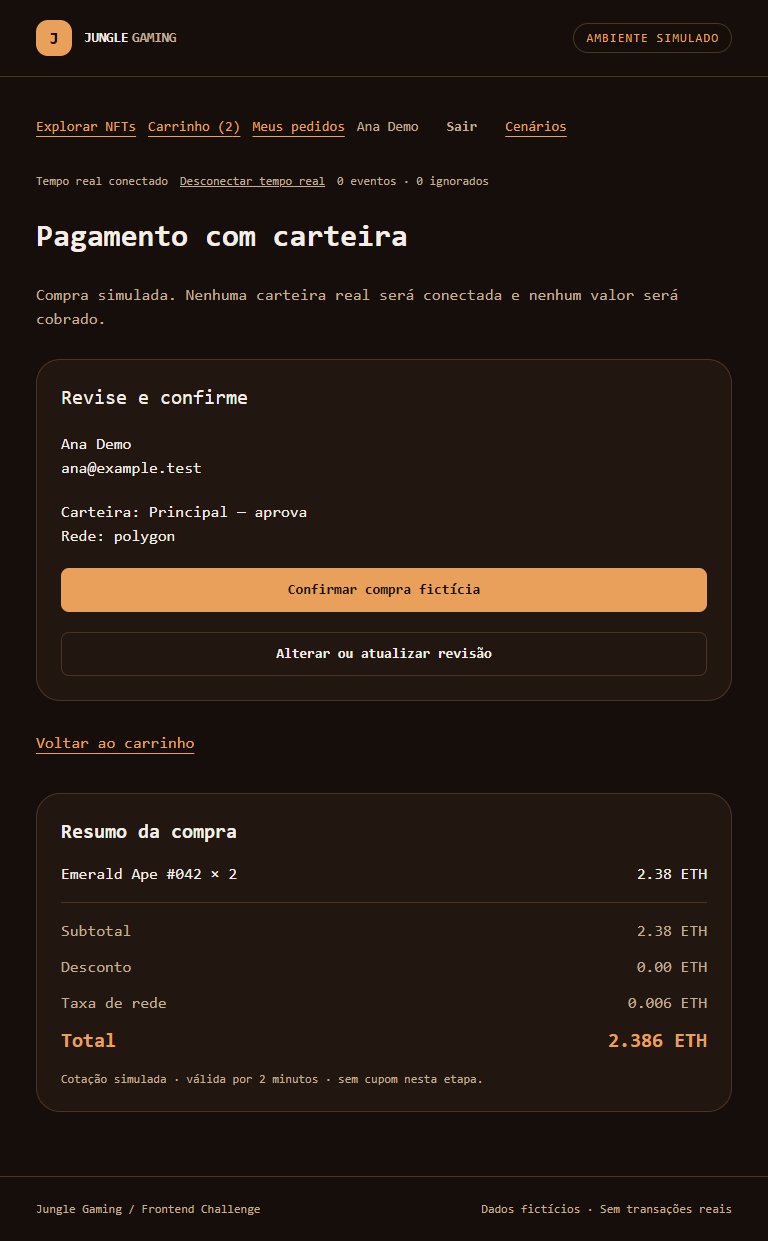 J
JUNGLE GAMING
AMBIENTE SIMULADO
Explorar NFTs Carrinho (2) Meus pedidos Ana Demo Sair Cenários
Tempo real conectado Desconectar tempo real 0 eventos · 0 ignorados
Pagamento com carteira
Compra simulada. Nenhuma carteira real será conectada e nenhum valor será
cobrado.
Revise e confirme
Ana Demo
ana@example.test
Carteira: Principal — aprova
Rede: polygon
Confirmar compra fictícia
Alterar ou atualizar revisão
Voltar ao carrinho
Resumo da compra
Emerald Ape #042 × 2 2.38 ETH
Subtotal 2.38 ETH
Desconto 0.00 ETH
Taxa de rede 0.006 ETH
Total 2.386 ETH
Cotação simulada · válida por 2 minutos · sem cupom nesta etapa.
Jungle Gaming / Frontend Challenge Dados fictícios · Sem transações reais